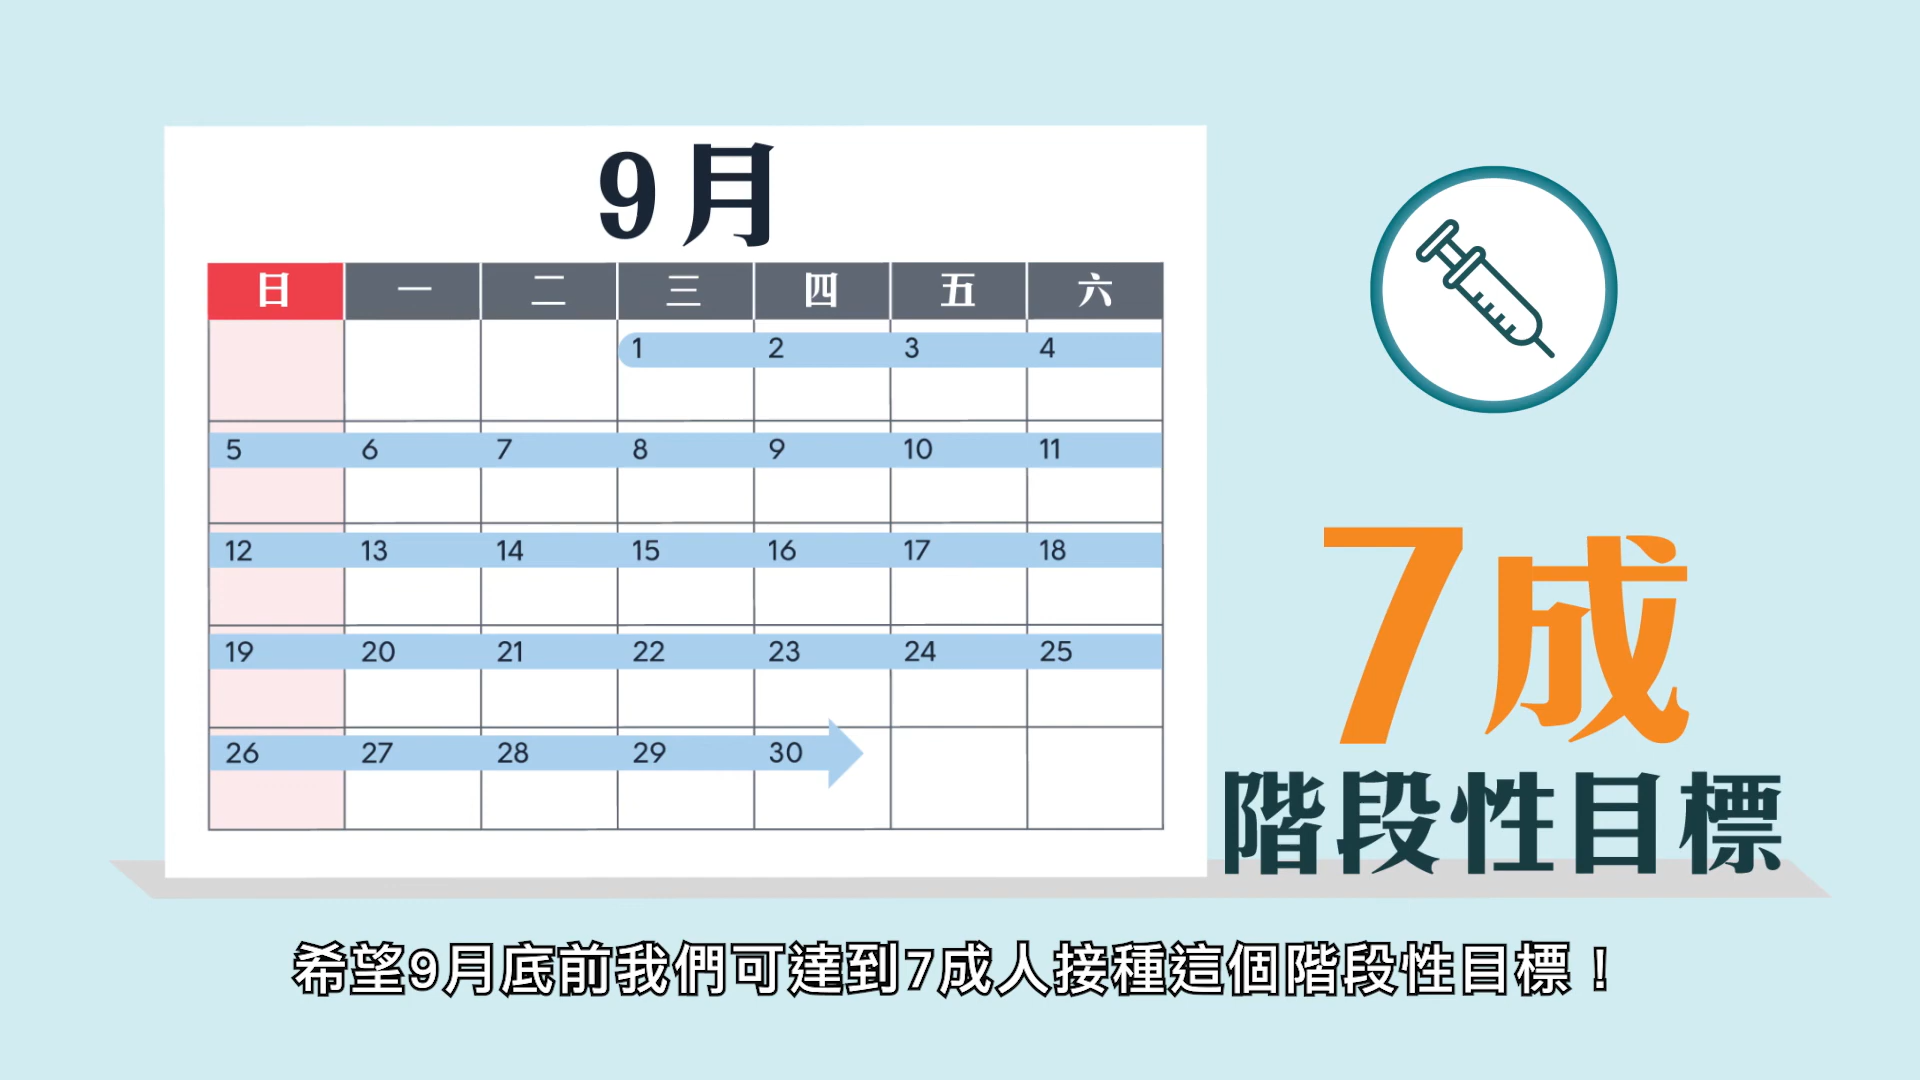 9月
日 一 二 三 四 五 六
1 2 3 4
5 6 7 8 9 10 11
12 13 14 15 16 17 18
19 20 21 22 23 24 25
26 27 28 29 30
7成
階段性目標
希望9月底前我們可達到7成人接種這個階段性目標！